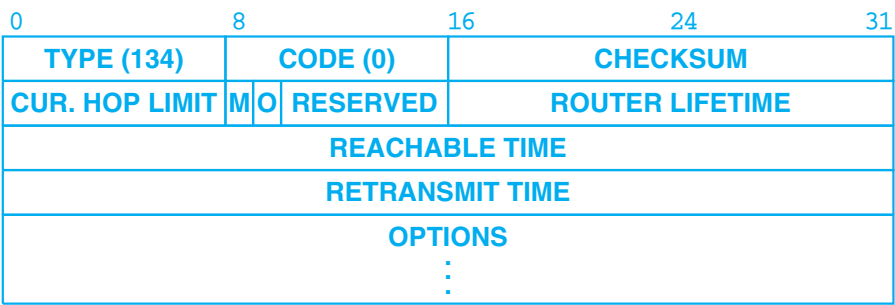 0 8 16 24 31
TYPE (134) CODE (0) CHECKSUM
CUR. HOP LIMIT M O RESERVED ROUTER LIFETIME
REACHABLE TIME
RETRANSMIT TIME
OPTIONS